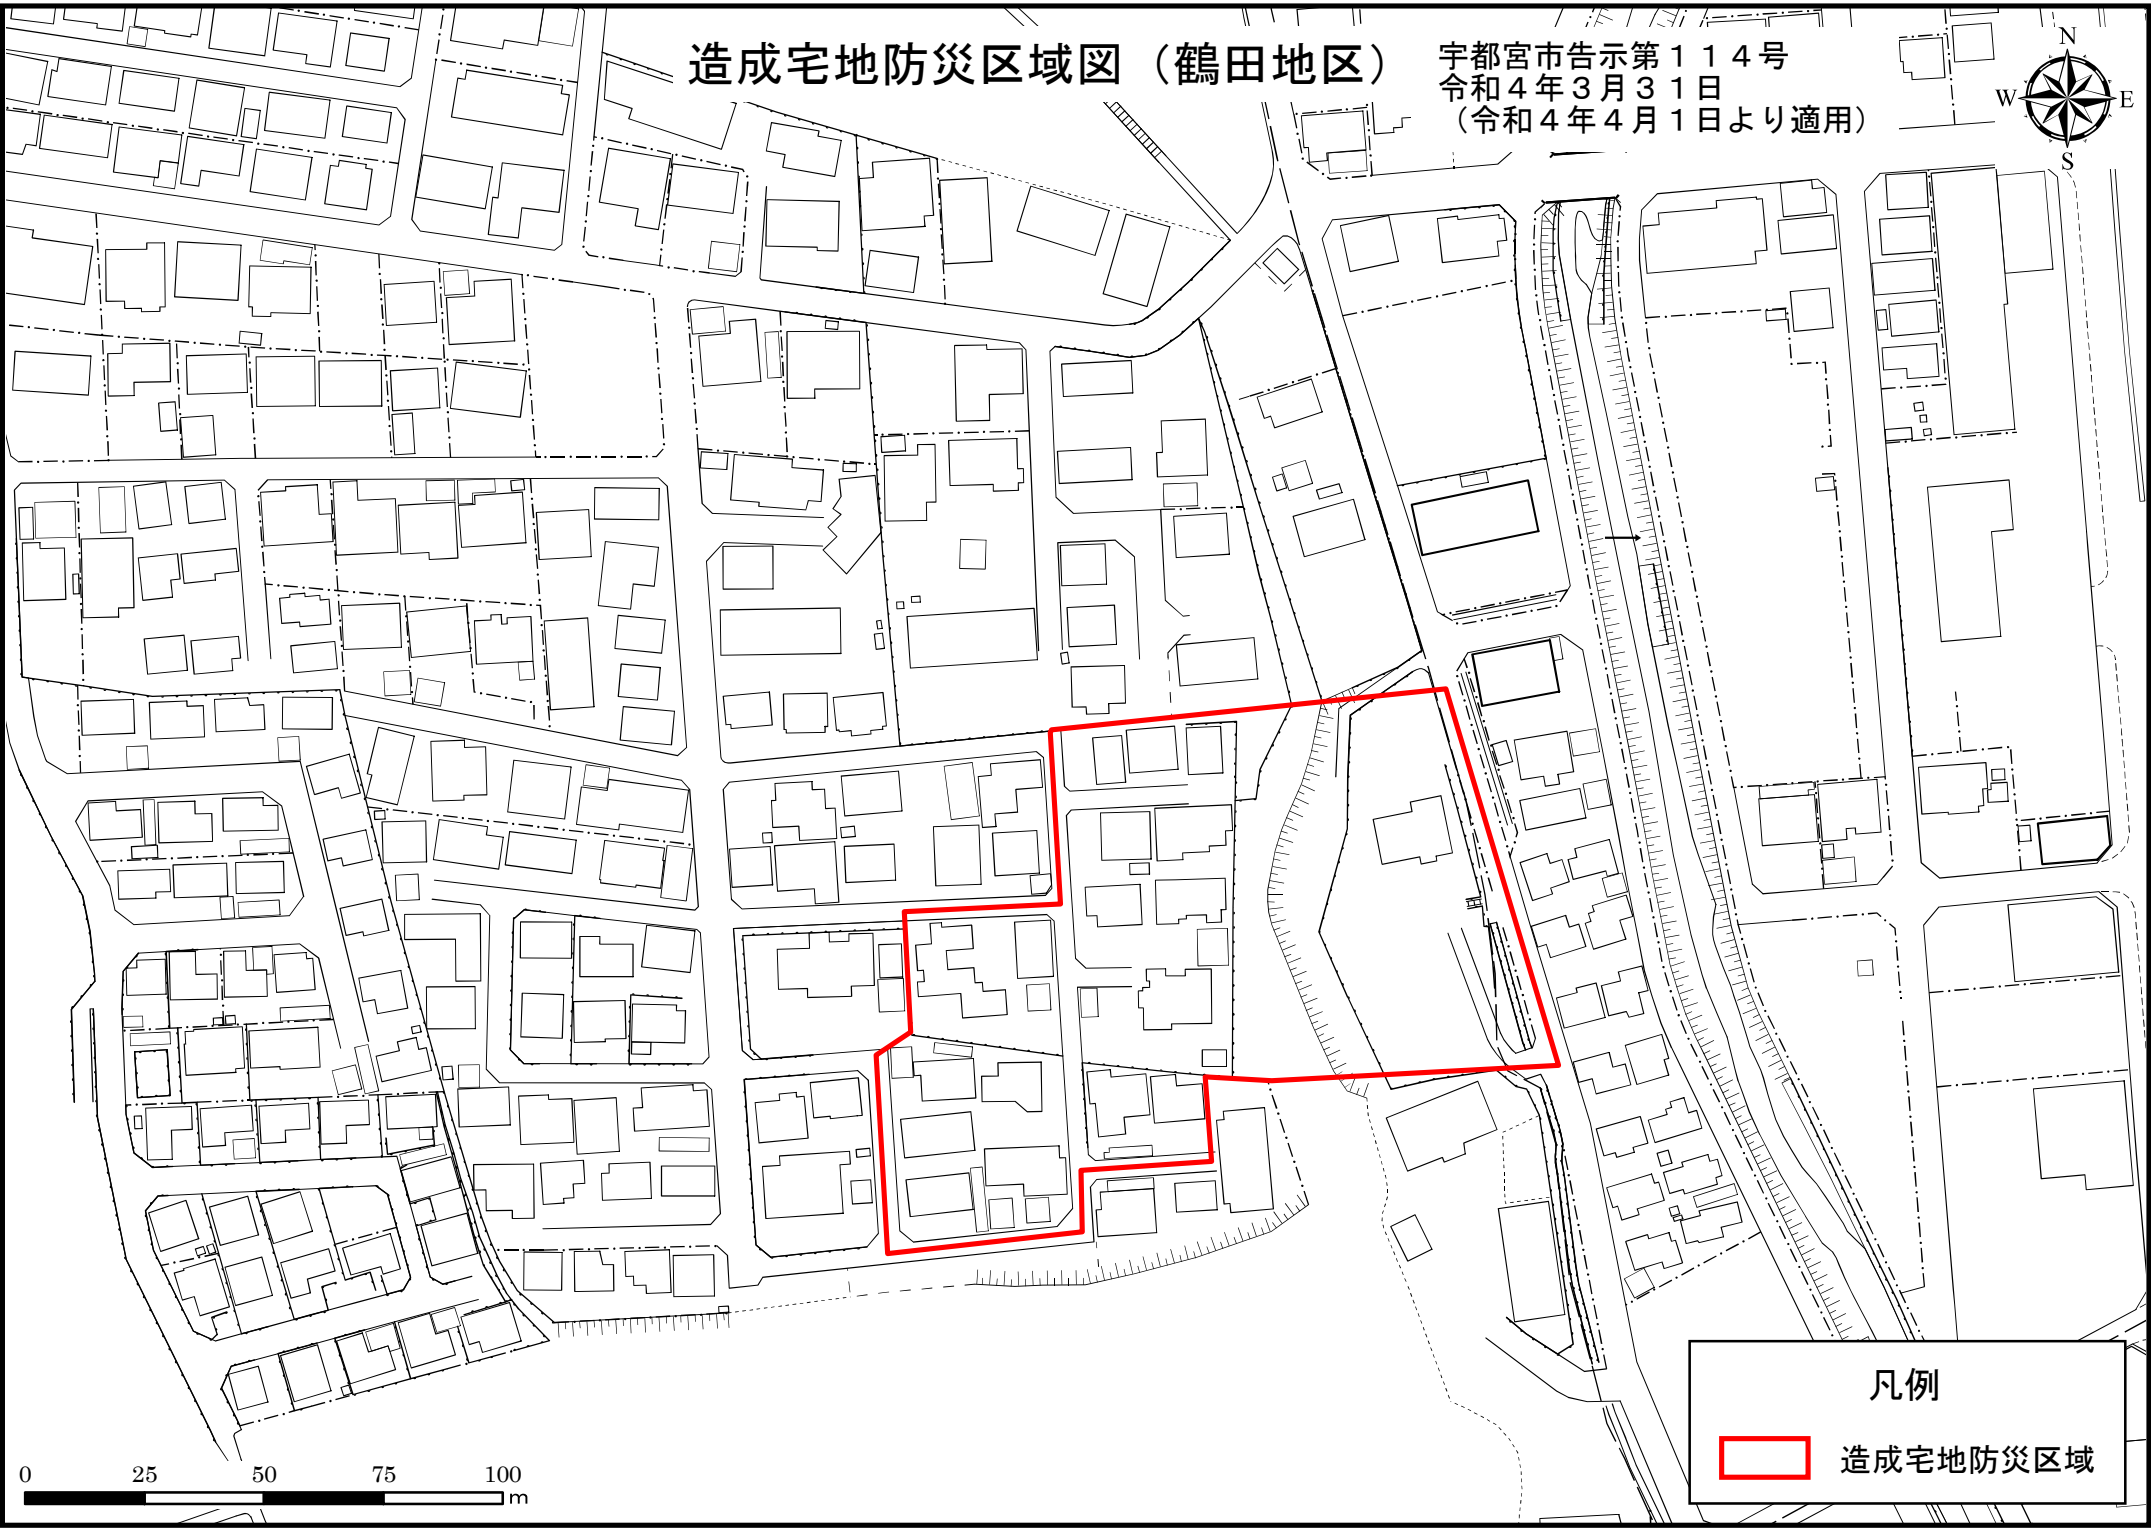 造成宅地防災区域図（鶴田地区）
宇都宮市告示第１１４号
令和４年３月３１日
（令和４年４月１日より適用）
N
W E
S
凡例
造成宅地防災区域
0 25 50 75 100
m